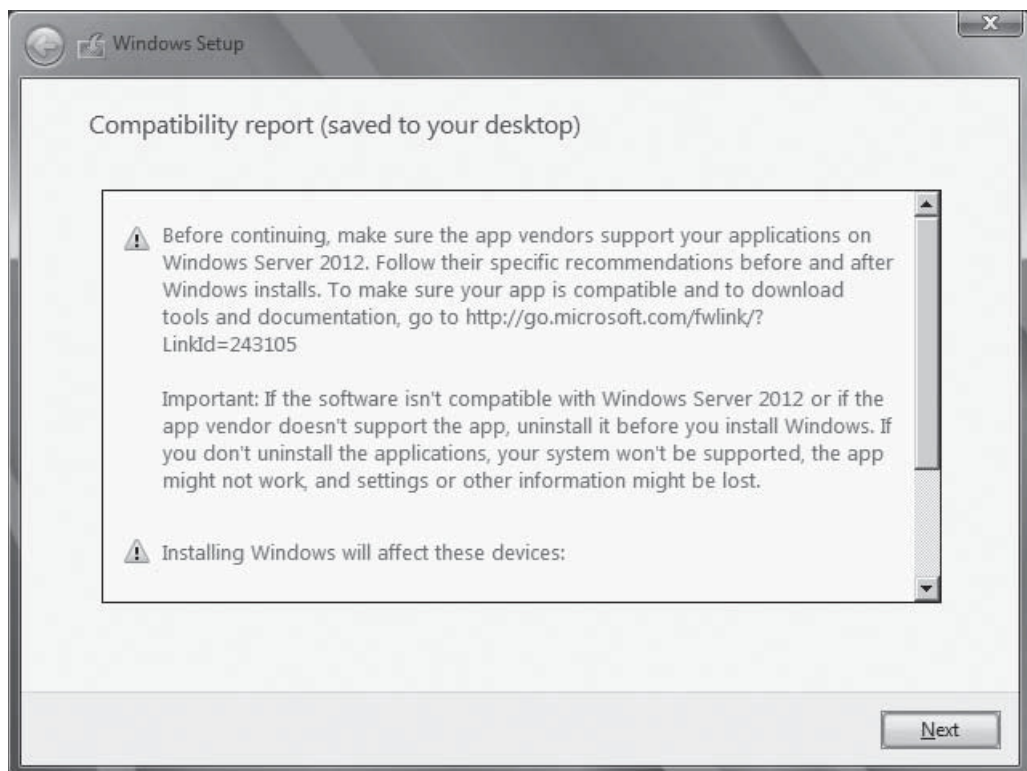 Windows Setup
Compatibility report (saved to your desktop)
Before continuing, make sure the app vendors support your applications on
Windows Server 2012. Follow their specific recommendations before and after
Windows installs. To make sure your app is compatible and to download
tools and documentation, go to http://go.microsoft.com/fwlink/?
LinkId=243105
Important: If the software isn't compatible with Windows Server 2012 or if the
app vendor doesn't support the app, uninstall it before you install Windows. If
you don't uninstall the applications, your system won't be supported, the app
might not work, and settings or other information might be lost.
Installing Windows will affect these devices:
Next